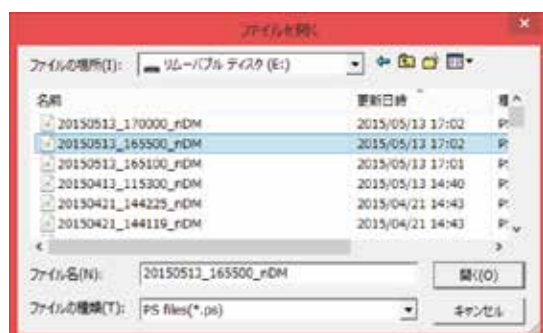 ファイルを開く
ファイルの場所(I): リムーバブル ディスク (E:)
名前 更新日時 種
20150513_170000_nDM 2015/05/13 17:02
20150513_165500_nDM 2015/05/13 17:02
20150513_165100_nDM 2015/05/13 17:01
20150413_115300_nDM 2015/05/13 14:40
20150421_144225_nDM 2015/04/21 14:43
20150421_144119_nDM 2015/04/21 14:43
ファイル名(N): 20150513_165500_nDM 開く(O)
ファイルの種類(T): PS files(*.ps) キャンセル